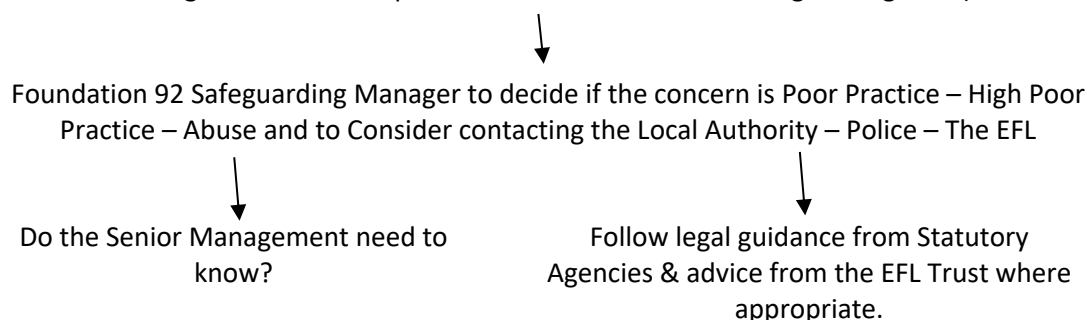 Foundation 92 Safeguarding Manager to decide if the concern is Poor Practice – High Poor
Practice – Abuse and to Consider contacting the Local Authority – Police – The EFL
Do the Senior Management need to
know?
Follow legal guidance from Statutory
Agencies & advice from the EFL Trust where
appropriate.